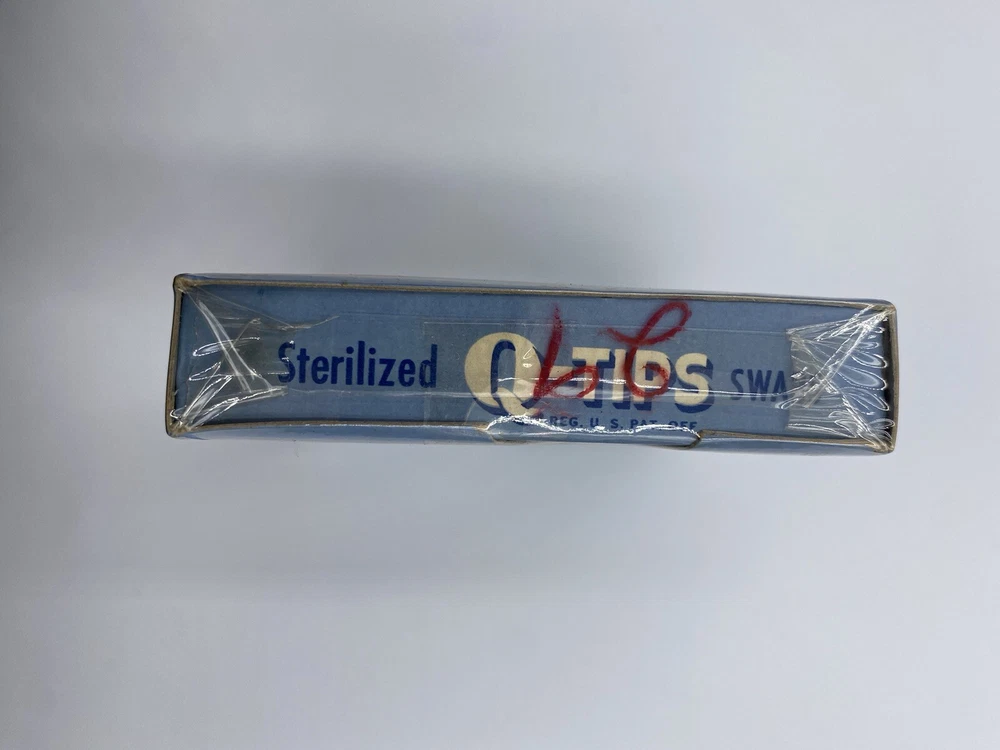 Sterilized Q-TIPS SWA
REG. U. S. PAT. OFF.